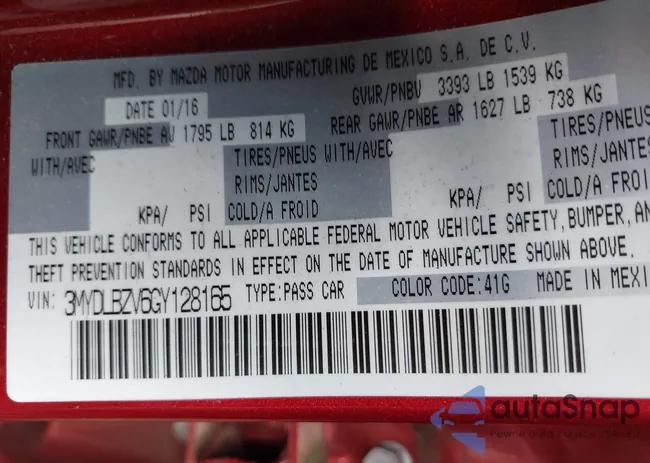 MFD. BY MAZDA MOTOR MANUFACTURING DE MEXICO S.A. DE C.V.
DATE 01/16 GVWR/PNBV 3393 LB 1539 KG
FRONT GAWR/PNBE AV 1795 LB 814 KG REAR GAWR/PNBE AR 1627 LB 738 KG
WITH/AVEC TIRES/PNEUS WITH/AVEC TIRES/PNEUS
RIMS/JANTES RIMS/JANTES
KPA/ PSI COLD/A FROID KPA/ PSI COLD/A FROID
THIS VEHICLE CONFORMS TO ALL APPLICABLE FEDERAL MOTOR VEHICLE SAFETY, BUMPER, AN
THEFT PREVENTION STANDARDS IN EFFECT ON THE DATE OF MANUFACTURE SHOWN ABOVE.
VIN: 3MYDLBZV6GY128165 TYPE:PASS CAR COLOR CODE:41G MADE IN MEXI
autaSnap